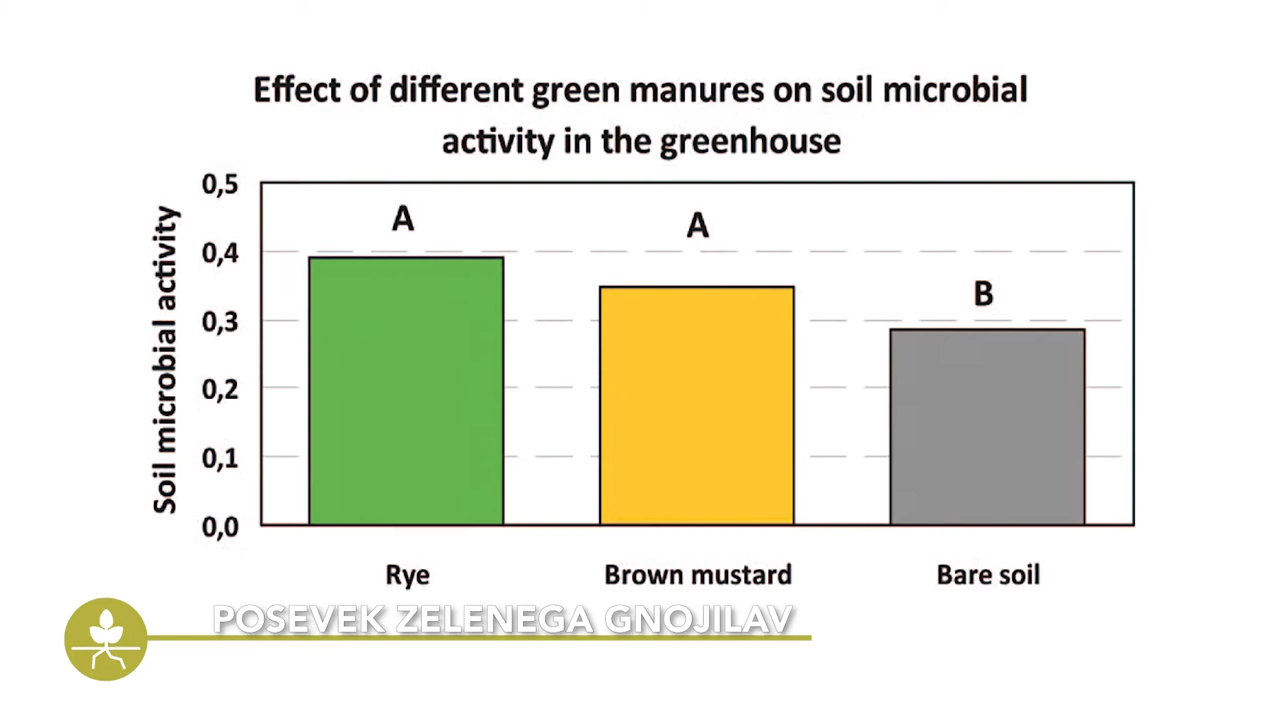 Effect of different green manures on soil microbial
activity in the greenhouse
Soil microbial activity
0,5
0,4
0,3
0,2
0,1
0,0
A
A
B
Rye
Brown mustard
Bare soil
POSEVEK ZELENEGA GNOJILAV